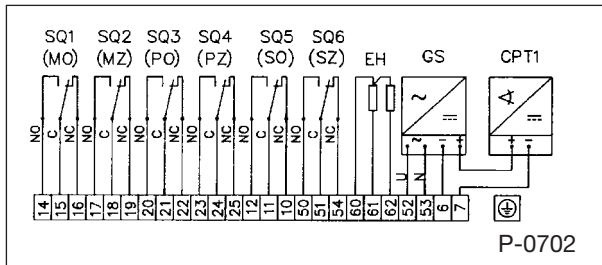 SQ1 SQ2 SQ3 SQ4 SQ5 SQ6
(MO) (MZ) (PO) (PZ) (SO) (SZ) EH GS CPT1
~ + −
NO C NC NO C NC NO C NC NO C NC NO C NC NO C NC ~ − +
U N
14 15 16 17 18 19 20 21 22 23 24 25 12 11 10 50 51 54 60 61 62 52 53 6 7
P-0702